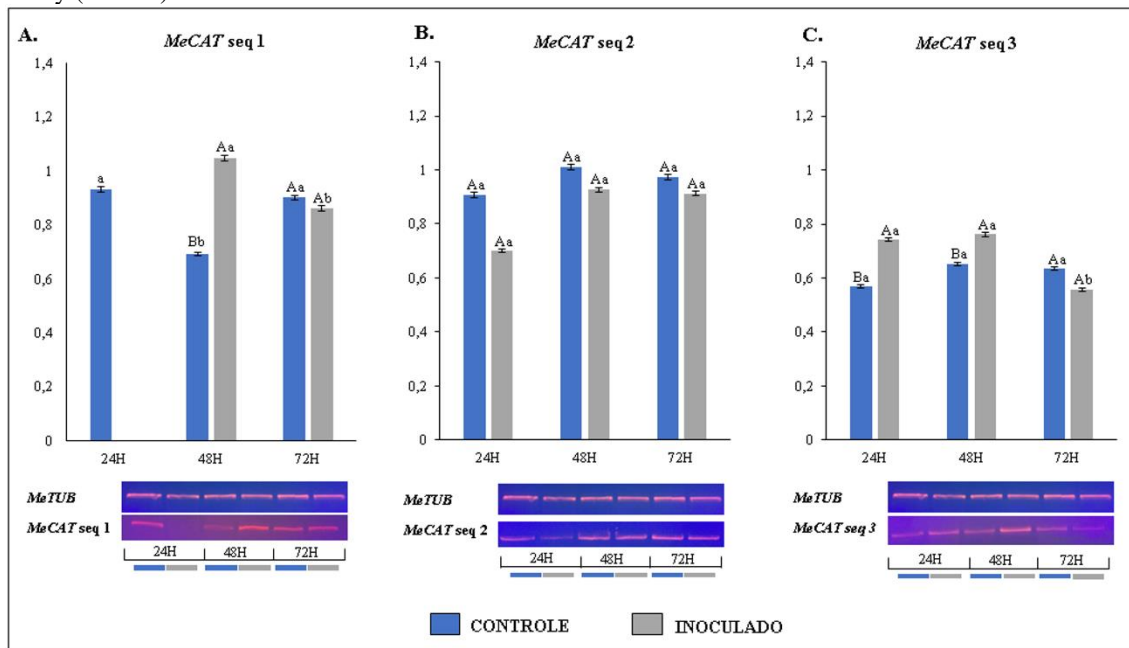 A.
MeCAT seq 1
1,4
1,2
1
0,8
0,6
0,4
0,2
0
a
Bb
Aa
Aa
Ab
24H 48H 72H
MeTUB
MeCAT seq 1
24H 48H 72H
B.
MeCAT seq 2
1,4
1,2
1
0,8
0,6
0,4
0,2
0
Aa
Aa
Aa
Aa
Aa
Aa
24H 48H 72H
MeTUB
MeCAT seq 2
24H 48H 72H
C.
MeCAT seq 3
1,4
1,2
1
0,8
0,6
0,4
0,2
0
Ba
Aa
Ba
Aa
Aa
Ab
24H 48H 72H
MeTUB
MeCAT seq 3
24H 48H 72H
CONTROLE INOCULADO